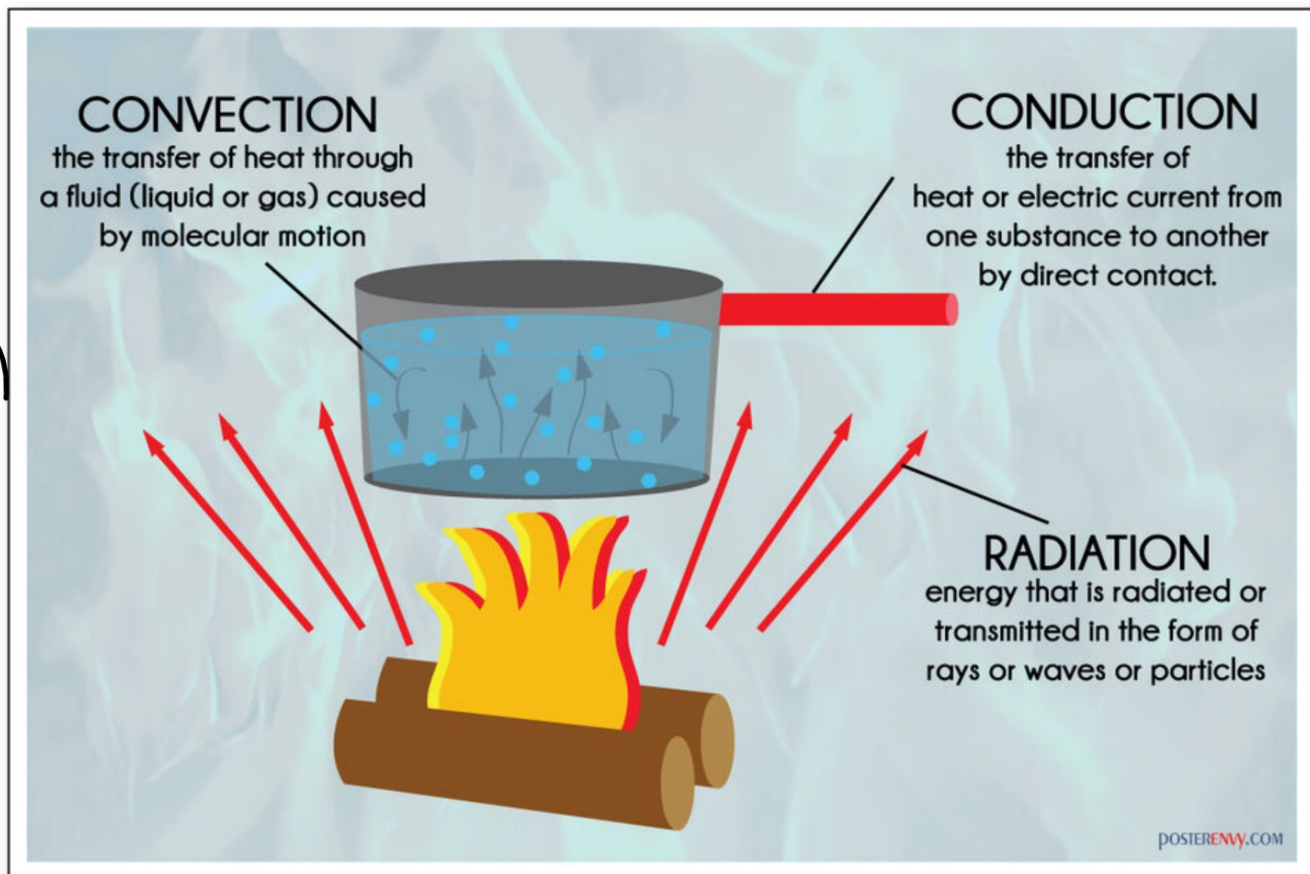 CONVECTION
the transfer of heat through
a fluid (liquid or gas) caused
by molecular motion
CONDUCTION
the transfer of
heat or electric current from
one substance to another
by direct contact.
RADIATION
energy that is radiated or
transmitted in the form of
rays or waves or particles
POSTERENVY.COM